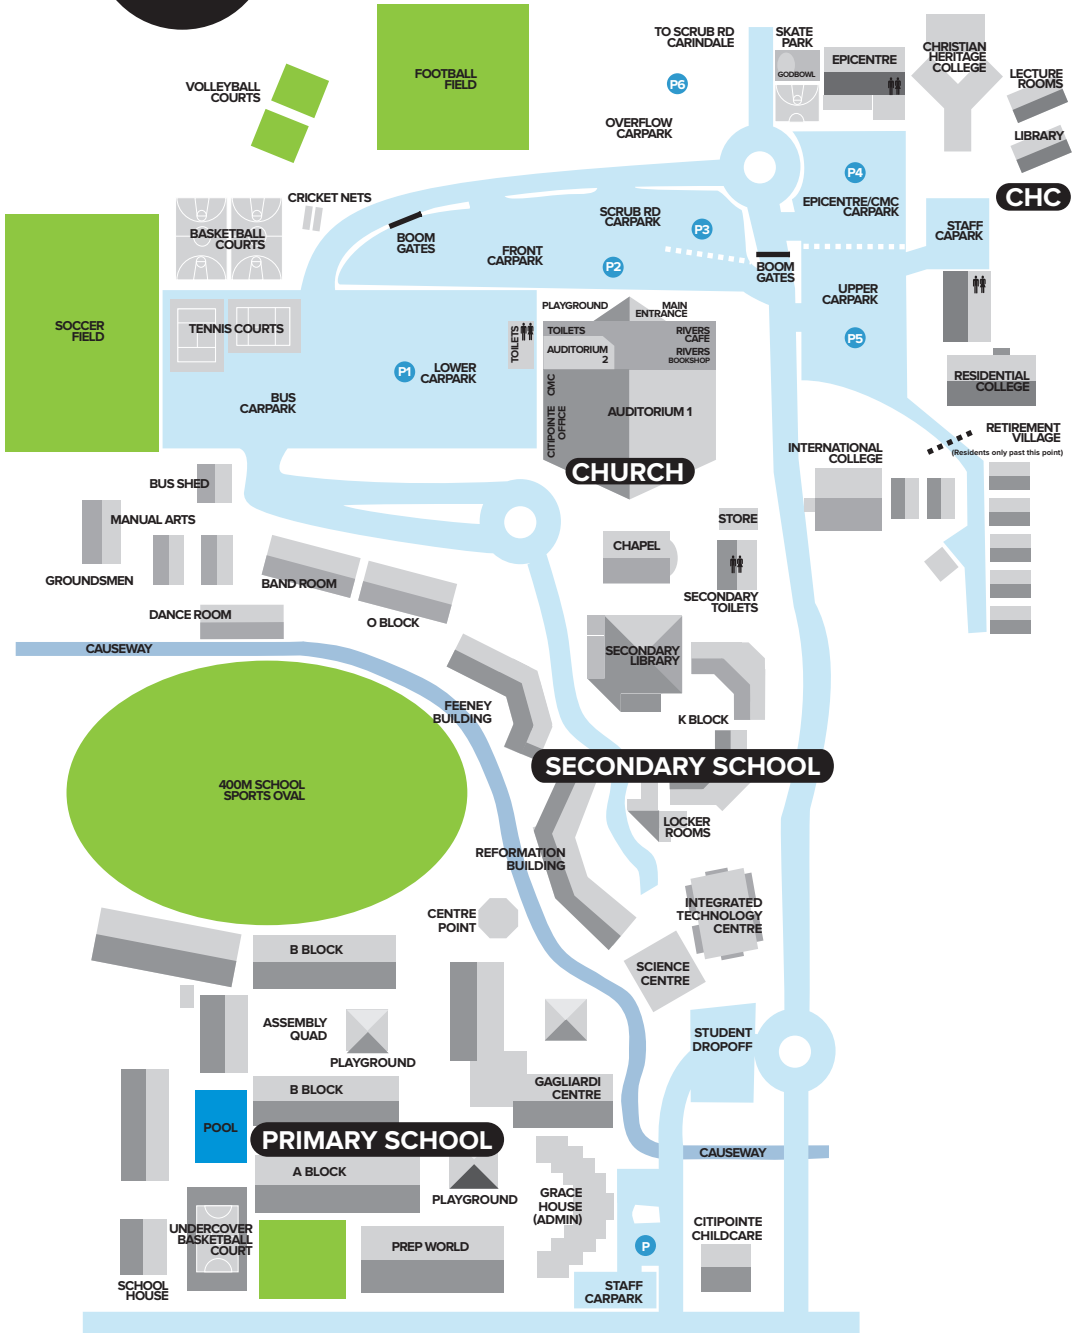 TO SCRUB RD
CARINDALE
SKATE
PARK
GODBOWL
EPICENTRE
CHRISTIAN
HERITAGE
COLLEGE
LECTURE
ROOMS
LIBRARY
CHC
VOLLEYBALL
COURTS
FOOTBALL
FIELD
P6
OVERFLOW
CARPARK
P4
EPICENTRE/CMC
CARPARK
STAFF
CAPARK
CRICKET NETS
BASKETBALL
COURTS
BOOM
GATES
FRONT
CARPARK
SCRUB RD
CARPARK
P3
P2
BOOM
GATES
UPPER
CARPARK
P5
SOCCER
FIELD
TENNIS COURTS
BUS
CARPARK
P1
LOWER
CARPARK
TOILETS
PLAYGROUND
MAIN
ENTRANCE
TOILETS
AUDITORIUM
2
RIVERS
CAFE
RIVERS
BOOKSHOP
CMC
CITIPOINTE
OFFICE
AUDITORIUM 1
CHURCH
RESIDENTIAL
COLLEGE
RETIREMENT
VILLAGE
(Residents only past this point)
INTERNATIONAL
COLLEGE
BUS SHED
MANUAL ARTS
GROUNDSMEN
BAND ROOM
DANCE ROOM
O BLOCK
CHAPEL
STORE
SECONDARY
TOILETS
CAUSEWAY
SECONDARY
LIBRARY
FEENEY
BUILDING
K BLOCK
SECONDARY SCHOOL
400M SCHOOL
SPORTS OVAL
LOCKER
ROOMS
REFORMATION
BUILDING
INTEGRATED
TECHNOLOGY
CENTRE
CENTRE
POINT
SCIENCE
CENTRE
B BLOCK
ASSEMBLY
QUAD
PLAYGROUND
STUDENT
DROPOFF
B BLOCK
GAGLIARDI
CENTRE
POOL
PRIMARY SCHOOL
CAUSEWAY
A BLOCK
PLAYGROUND
GRACE
HOUSE
(ADMIN)
UNDERCOVER
BASKETBALL
COURT
PREP WORLD
CITIPOINTE
CHILDCARE
P
SCHOOL
HOUSE
STAFF
CARPARK